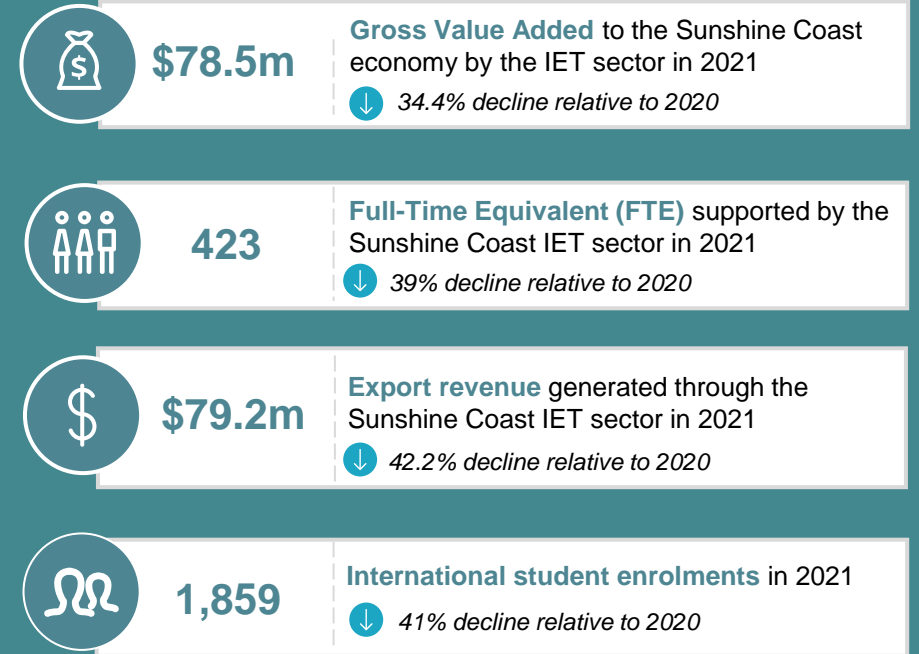 $78.5m
Gross Value Added to the Sunshine Coast
economy by the IET sector in 2021
34.4% decline relative to 2020
423
Full-Time Equivalent (FTE) supported by the
Sunshine Coast IET sector in 2021
39% decline relative to 2020
$79.2m
Export revenue generated through the
Sunshine Coast IET sector in 2021
42.2% decline relative to 2020
1,859
International student enrolments in 2021
41% decline relative to 2020